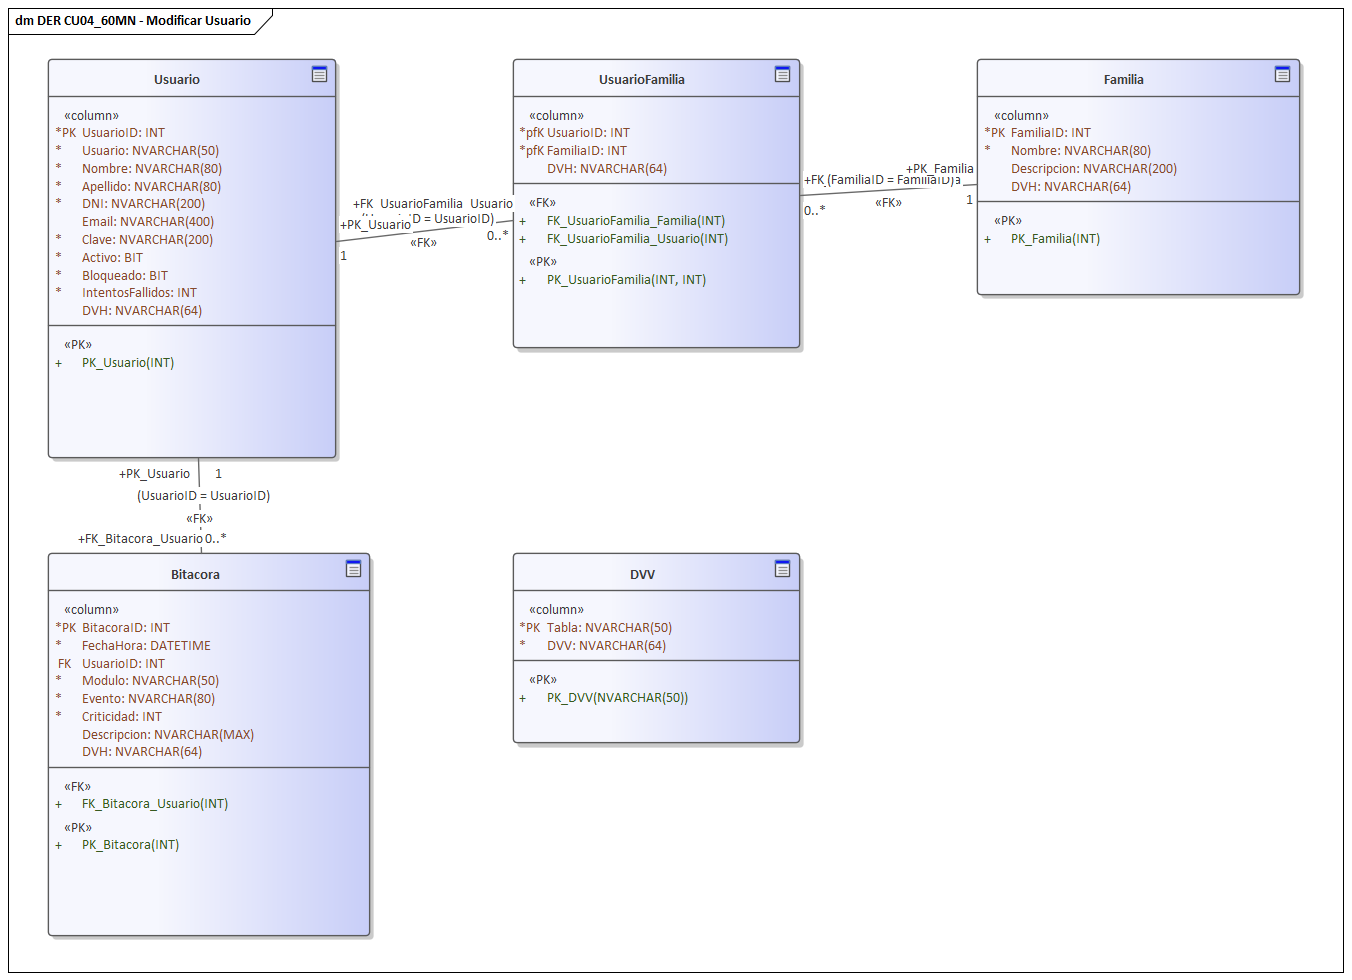 dm DER CU04_60MN - Modificar Usuario
Usuario
«column»
*PK UsuarioID: INT
* Usuario: NVARCHAR(50)
* Nombre: NVARCHAR(80)
* Apellido: NVARCHAR(80)
* DNI: NVARCHAR(200)
Email: NVARCHAR(400)
* Clave: NVARCHAR(200)
* Activo: BIT
* Bloqueado: BIT
* IntentosFallidos: INT
DVH: NVARCHAR(64)
«PK»
+ PK_Usuario(INT)
UsuarioFamilia
«column»
*pfK UsuarioID: INT
*pfK FamiliaID: INT
DVH: NVARCHAR(64)
«FK»
+ FK_UsuarioFamilia_Familia(INT)
+ FK_UsuarioFamilia_Usuario(INT)
«PK»
+ PK_UsuarioFamilia(INT, INT)
Familia
«column»
*PK FamiliaID: INT
* Nombre: NVARCHAR(80)
Descripcion: NVARCHAR(200)
DVH: NVARCHAR(64)
«PK»
+ PK_Familia(INT)
+FK_UsuarioFamilia_Usuario
= UsuarioID)
+PK_Usuario
0..*
«FK»
1
+PK_Familia
+FK (FamiliaID = FamiliaID)
0..*
«FK»
1
+PK_Usuario 1
(UsuarioID = UsuarioID)
«FK»
+FK_Bitacora_Usuario 0..*
Bitacora
«column»
*PK BitacoraID: INT
* FechaHora: DATETIME
FK UsuarioID: INT
* Modulo: NVARCHAR(50)
* Evento: NVARCHAR(80)
* Criticidad: INT
Descripcion: NVARCHAR(MAX)
DVH: NVARCHAR(64)
«FK»
+ FK_Bitacora_Usuario(INT)
«PK»
+ PK_Bitacora(INT)
DVV
«column»
*PK Tabla: NVARCHAR(50)
* DVV: NVARCHAR(64)
«PK»
+ PK_DVV(NVARCHAR(50))